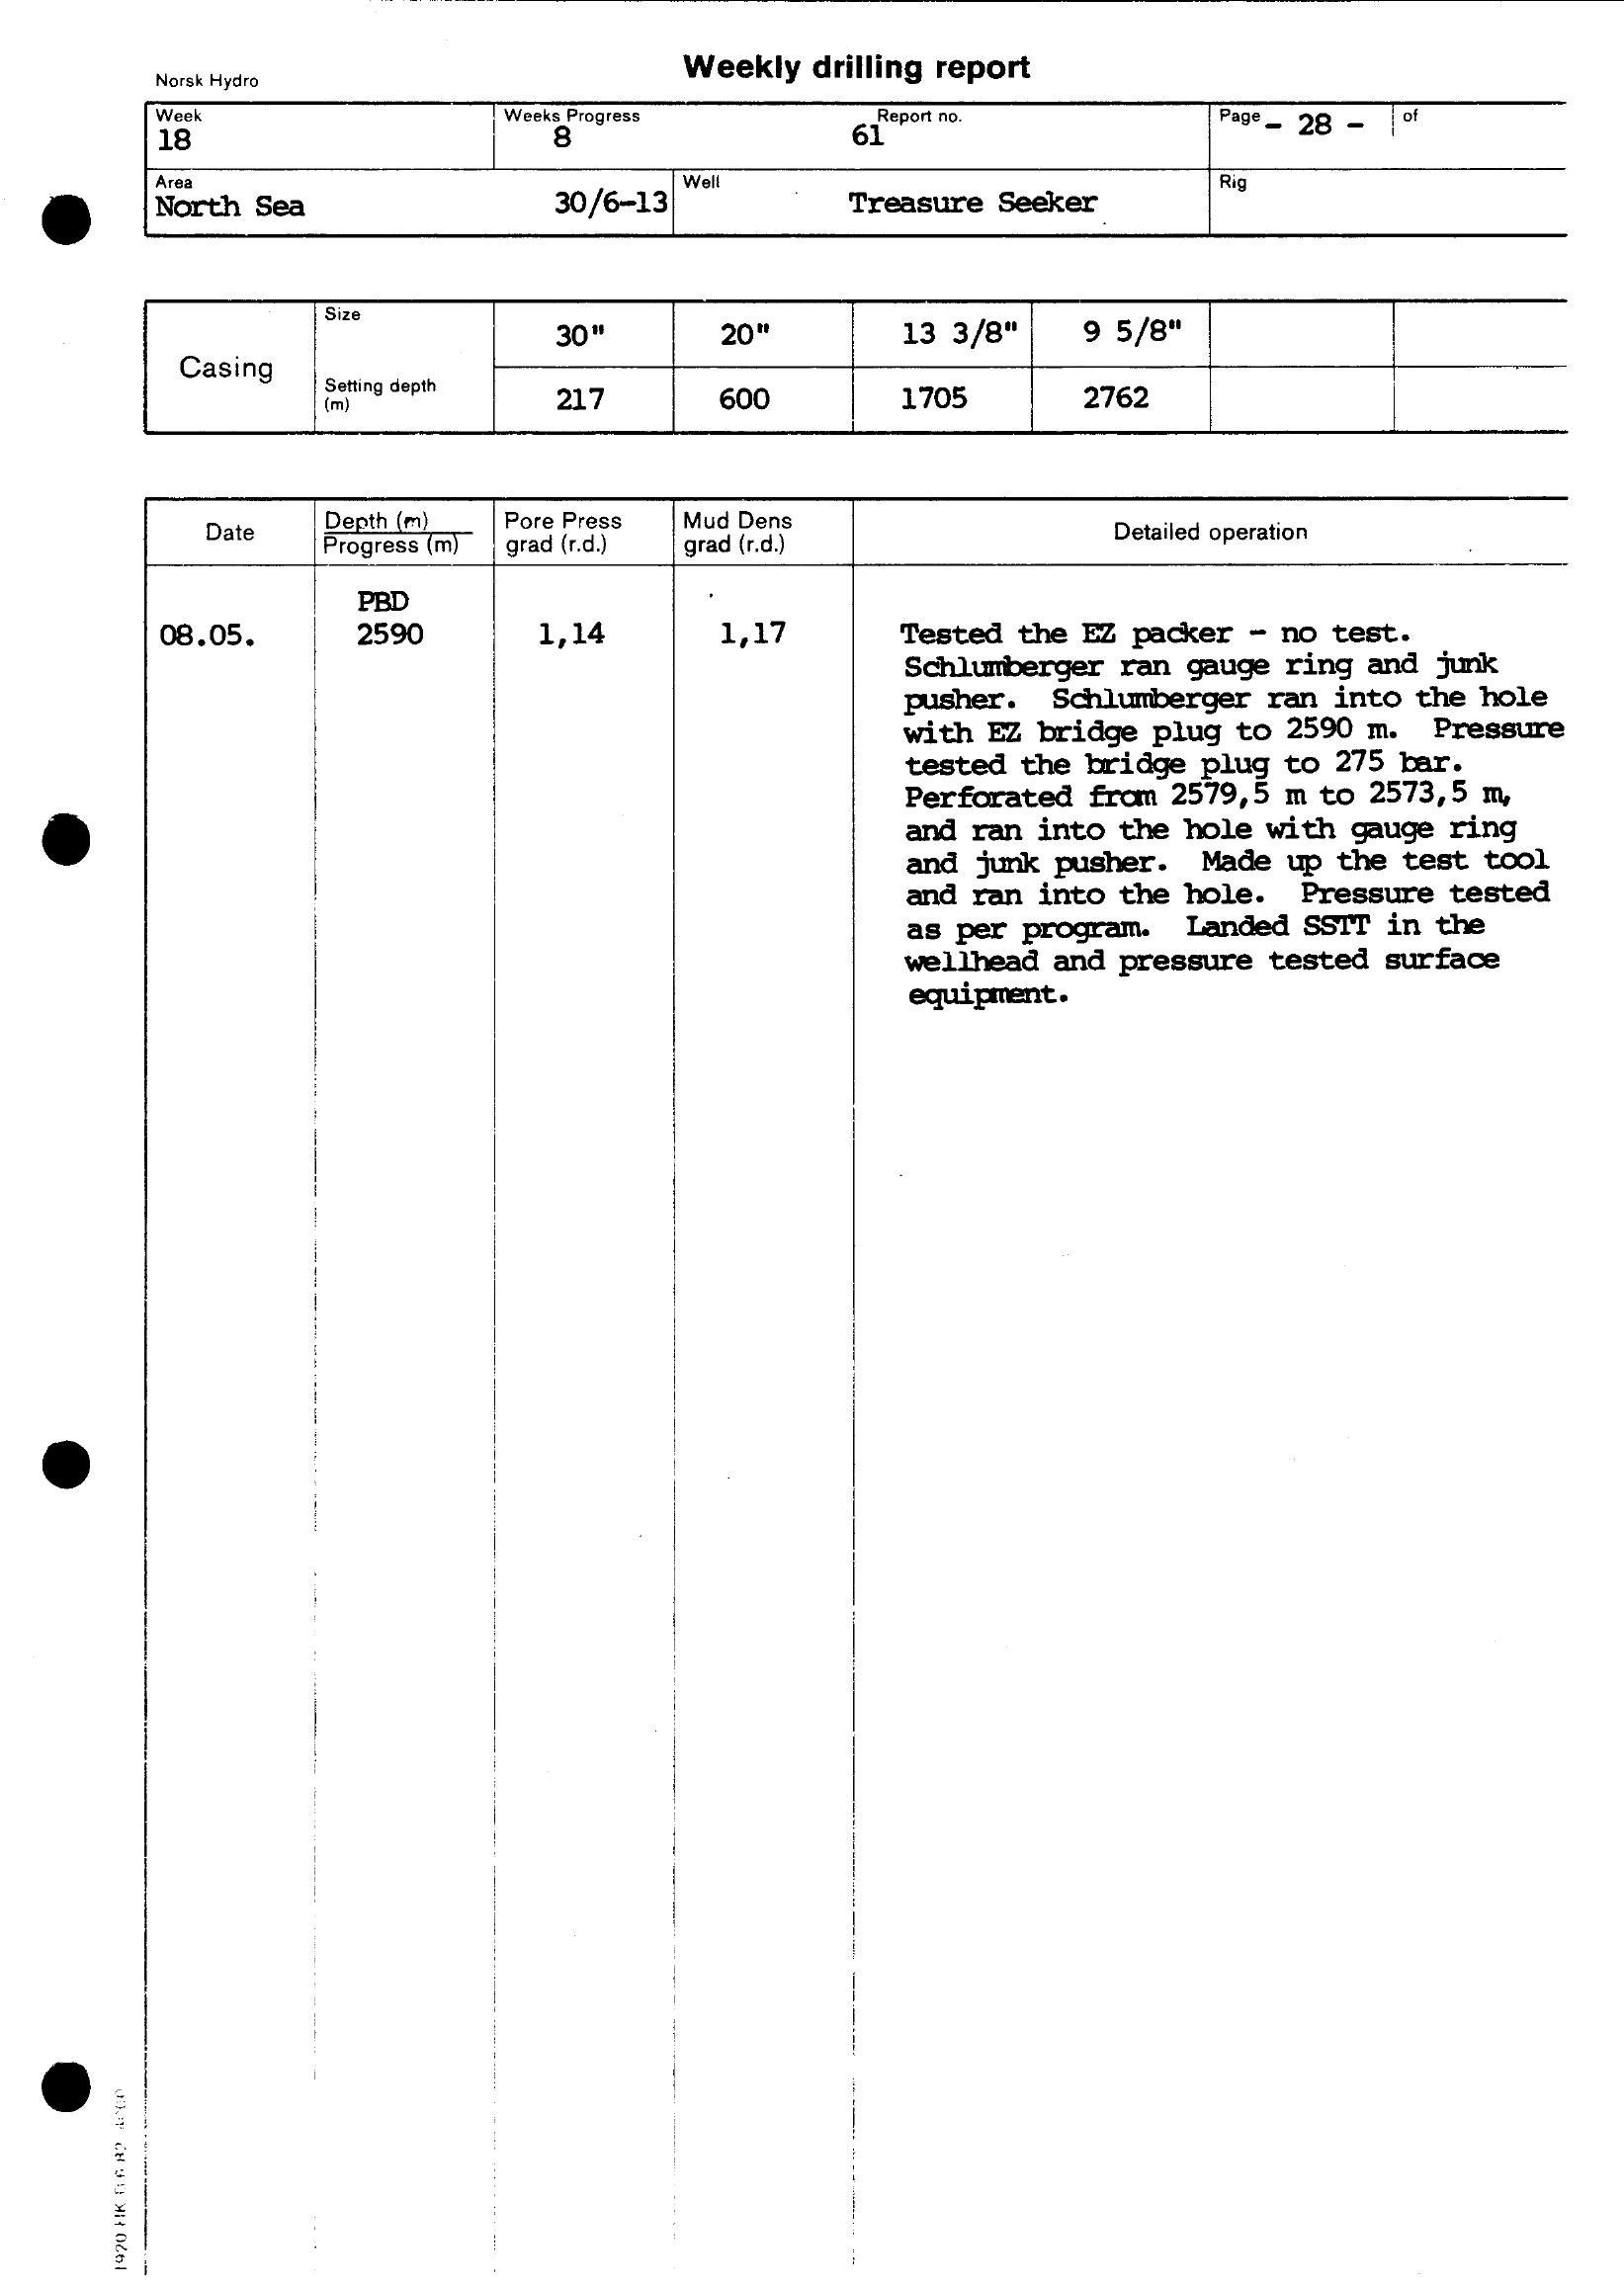 Weekly drilling report
Norsk Hydro
Week Weeks Progress Report no. Page - 28 - of
18 8 61
Area Well Rig
North Sea 30/6-13 Treasure Seeker
Size
30" 20" 13 3/8" 9 5/8"
Casing
Setting depth
(m)
217 600 1705 2762
Date Depth (m) Pore Press Mud Dens Detailed operation
Progress (m) grad (r.d.) grad (r.d.)
PBD
08.05. 2590 1,14 1,17 Tested the EZ packer - no test.
Schlumberger ran gauge ring and junk
pusher. Schlumberger ran into the hole
with EZ bridge plug to 2590 m. Pressure
tested the bridge plug to 275 bar.
Perforated from 2579,5 m to 2573,5 m,
and ran into the hole with gauge ring
and junk pusher. Made up the test tool
and ran into the hole. Pressure tested
as per program. Landed SSTT in the
wellhead and pressure tested surface
equipment.